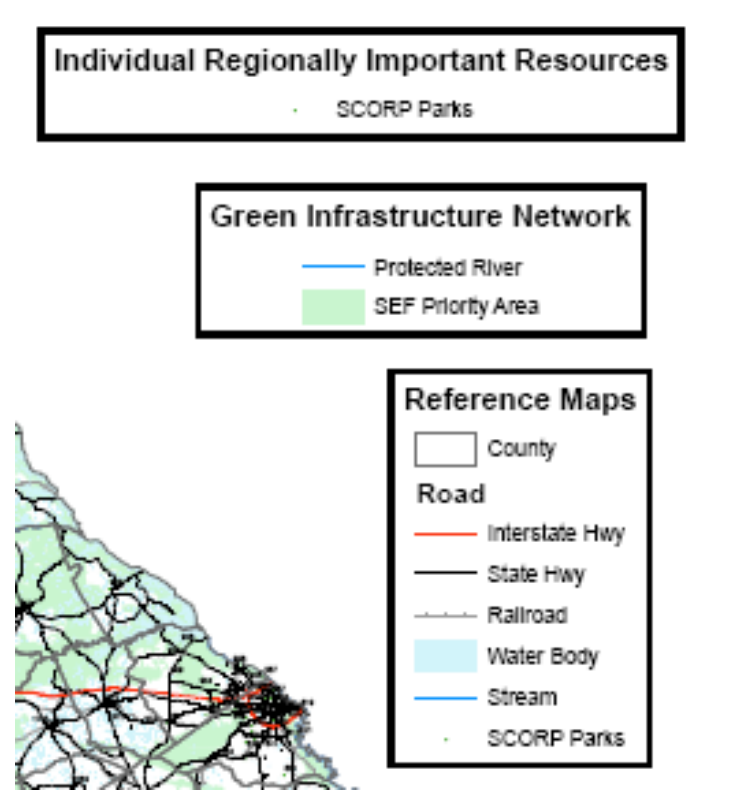 Individual Regionally Important Resources
SCORP Parks
Green Infrastructure Network
Protected River
SEF Priority Area
Reference Maps
County
Road
Interstate Hwy
State Hwy
Railroad
Water Body
Stream
SCORP Parks